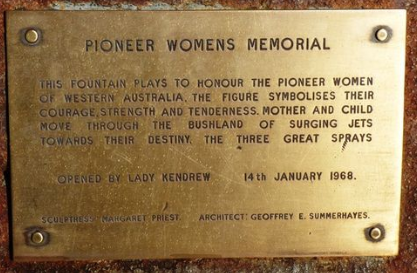 PIONEER WOMENS MEMORIAL
THIS FOUNTAIN PLAYS TO HONOUR THE PIONEER WOMEN
OF WESTERN AUSTRALIA. THE FIGURE SYMBOLISES THEIR
COURAGE, STRENGTH AND TENDERNESS. MOTHER AND CHILD
MOVE THROUGH THE BUSHLAND OF SURGING JETS
TOWARDS THEIR DESTINY. THE THREE GREAT SPRAYS
OPENED BY LADY KENDREW 14th JANUARY 1968.
SCULPTRESS: MARGARET PRIEST. ARCHITECT: GEOFFREY E. SUMMERHAYES.